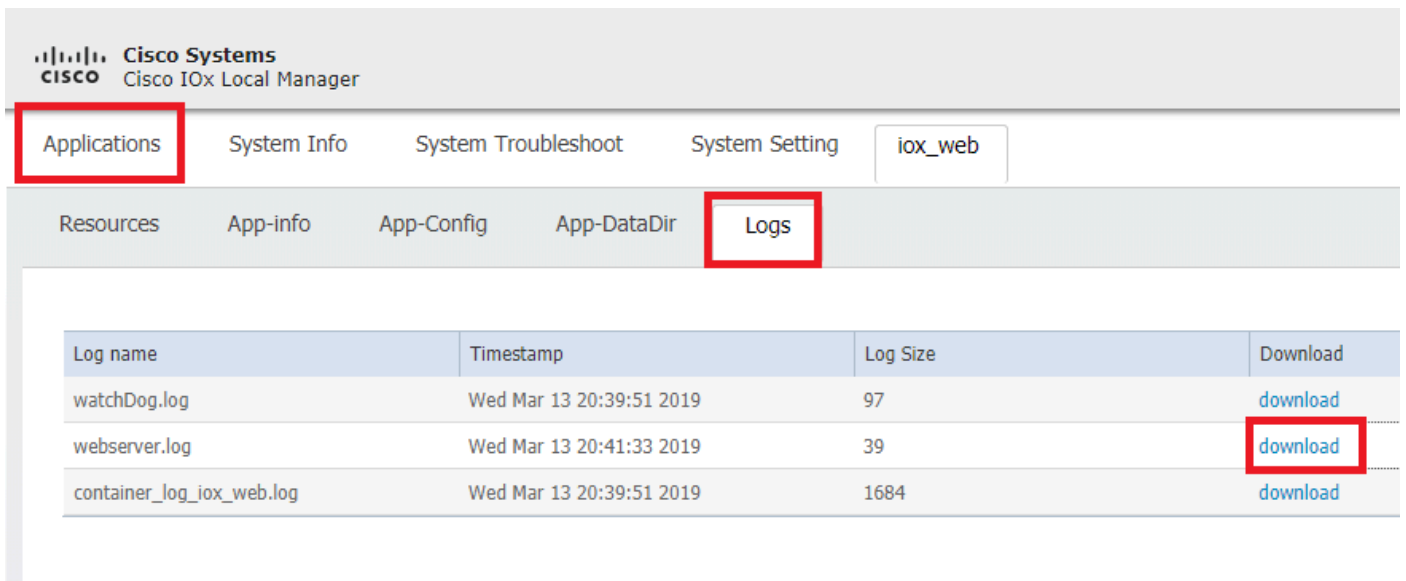 Cisco Systems
CISCO Cisco IOx Local Manager
Applications System Info System Troubleshoot System Setting iox_web
Resources App-info App-Config App-DataDir Logs
Log name Timestamp Log Size Download
watchDog.log Wed Mar 13 20:39:51 2019 97 download
webserver.log Wed Mar 13 20:41:33 2019 39 download
container_log_iox_web.log Wed Mar 13 20:39:51 2019 1684 download